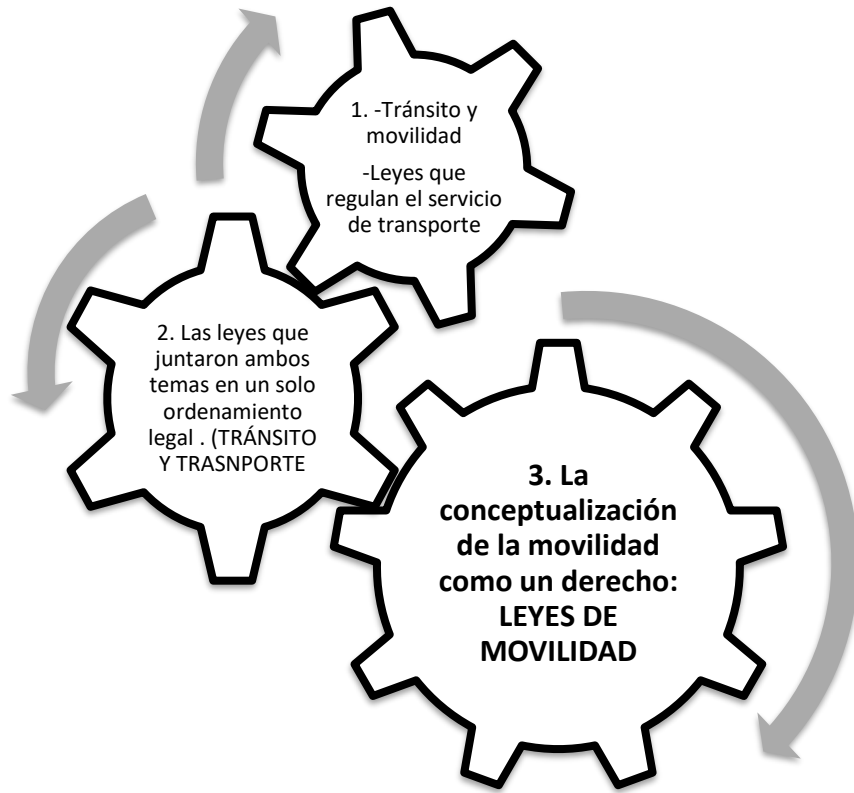 1. -Tránsito y
movilidad
-Leyes que
regulan el servicio
de transporte
2. Las leyes que
juntaron ambos
temas en un solo
ordenamiento
legal . (TRÁNSITO
Y TRASNPORTE
3. La
conceptualización
de la movilidad
como un derecho:
LEYES DE
MOVILIDAD